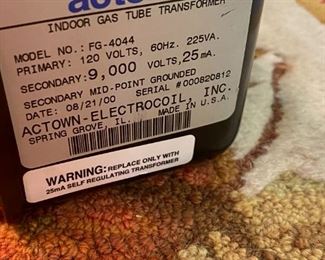 INDOOR GAS TUBE TRANSFORMER
MODEL NO.: FG-4044
PRIMARY: 120 VOLTS, 60HZ. 225VA.
SECONDARY: 9,000 VOLTS, 25mA.
SECONDARY MID-POINT GROUNDED
DATE: 08/21/00 SERIAL #000820812
ACTOWN-ELECTROCOIL, INC.
SPRING GROVE, IL. MADE IN U.S.A.
WARNING: REPLACE ONLY WITH
25mA SELF REGULATING TRANSFORMER